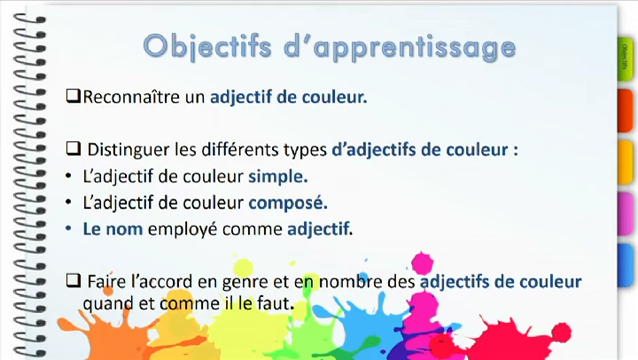 Objectifs d'apprentissage
Objectifs
❑Reconnaître un adjectif de couleur.
❑ Distinguer les différents types d'adjectifs de couleur :
• L'adjectif de couleur simple.
• L'adjectif de couleur composé.
• Le nom employé comme adjectif.
❑ Faire l'accord en genre et en nombre des adjectifs de couleur
quand et comme il le faut.